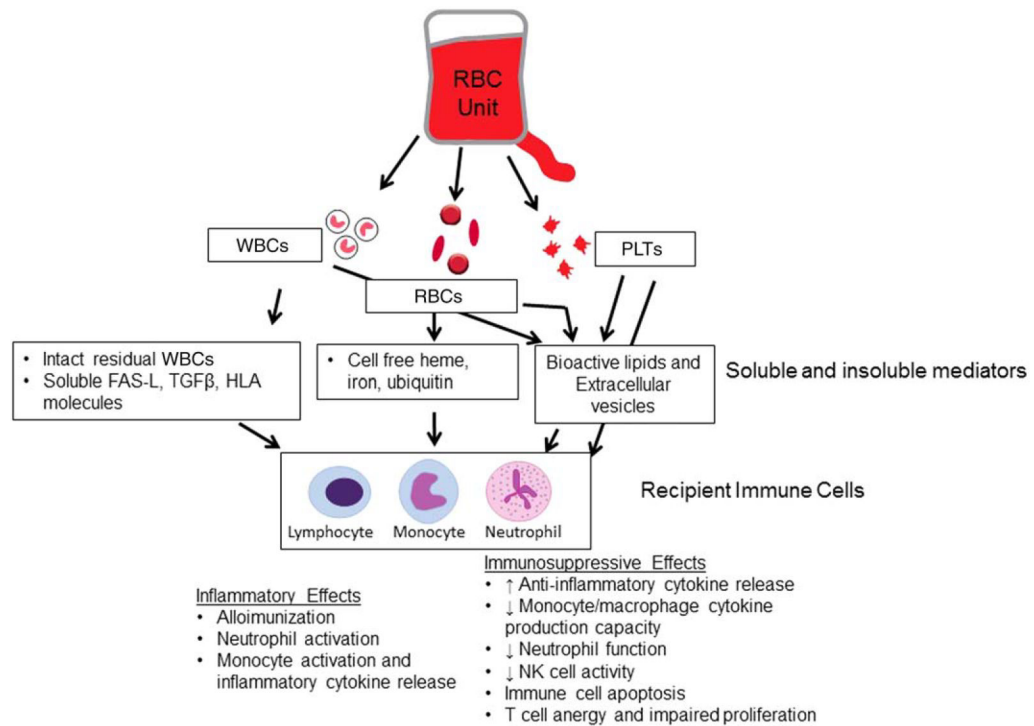 RBC
Unit
WBCs
PLTs
RBCs
• Intact residual WBCs
• Soluble FAS-L, TGFβ, HLA
molecules
• Cell free heme,
iron, ubiquitin
Bioactive lipids and
Extracellular
vesicles
Soluble and insoluble mediators
Lymphocyte
Monocyte
Neutrophil
Recipient Immune Cells
Inflammatory Effects
• Alloimunization
• Neutrophil activation
• Monocyte activation and
inflammatory cytokine release
Immunosuppressive Effects
• ↑ Anti-inflammatory cytokine release
• ↓ Monocyte/macrophage cytokine
production capacity
• ↓ Neutrophil function
• ↓ NK cell activity
• Immune cell apoptosis
• T cell anergy and impaired proliferation